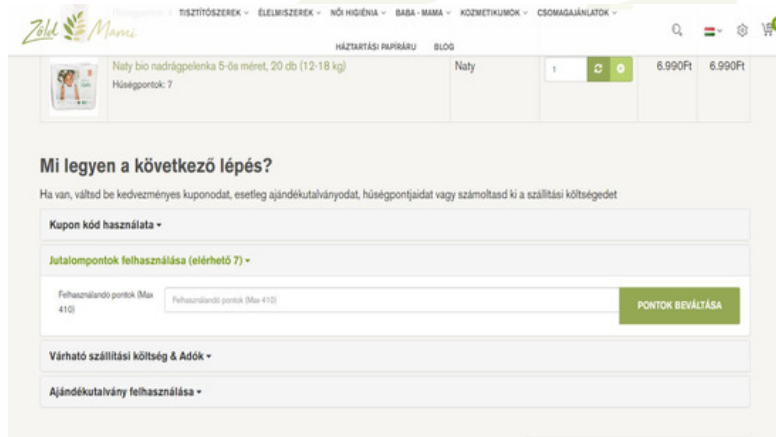 TISZTÍTÓSZEREK
ÉLELMISZEREK
NŐI HIGIÉNIA
BABA - MAMA
KOZMETIKUMOK
CSOMAGAJÁNLATOK
Zöld Mami
HÁZTARTÁSI PAPÍRÁRU
BLOG
Naty bio nadrágpelenka 5-ös méret, 20 db (12-18 kg)
Naty
1
6.990Ft
6.990Ft
Hűségpontok: 7
Mi legyen a következő lépés?
Ha van, váltsd be kedvezményes kuponodat, esetleg ajándékutalványodat, hűségpontjaidat vagy számoltasd ki a szállítási költségedet
Kupon kód használata
Jutalompontok felhasználása (elérhető 7)
Felhasználandó pontok (Max
410)
Felhasználandó pontok (Max 410)
PONTOK BEVÁLTÁSA
Várható szállítási költség & Adók
Ajándékutalvány felhasználása